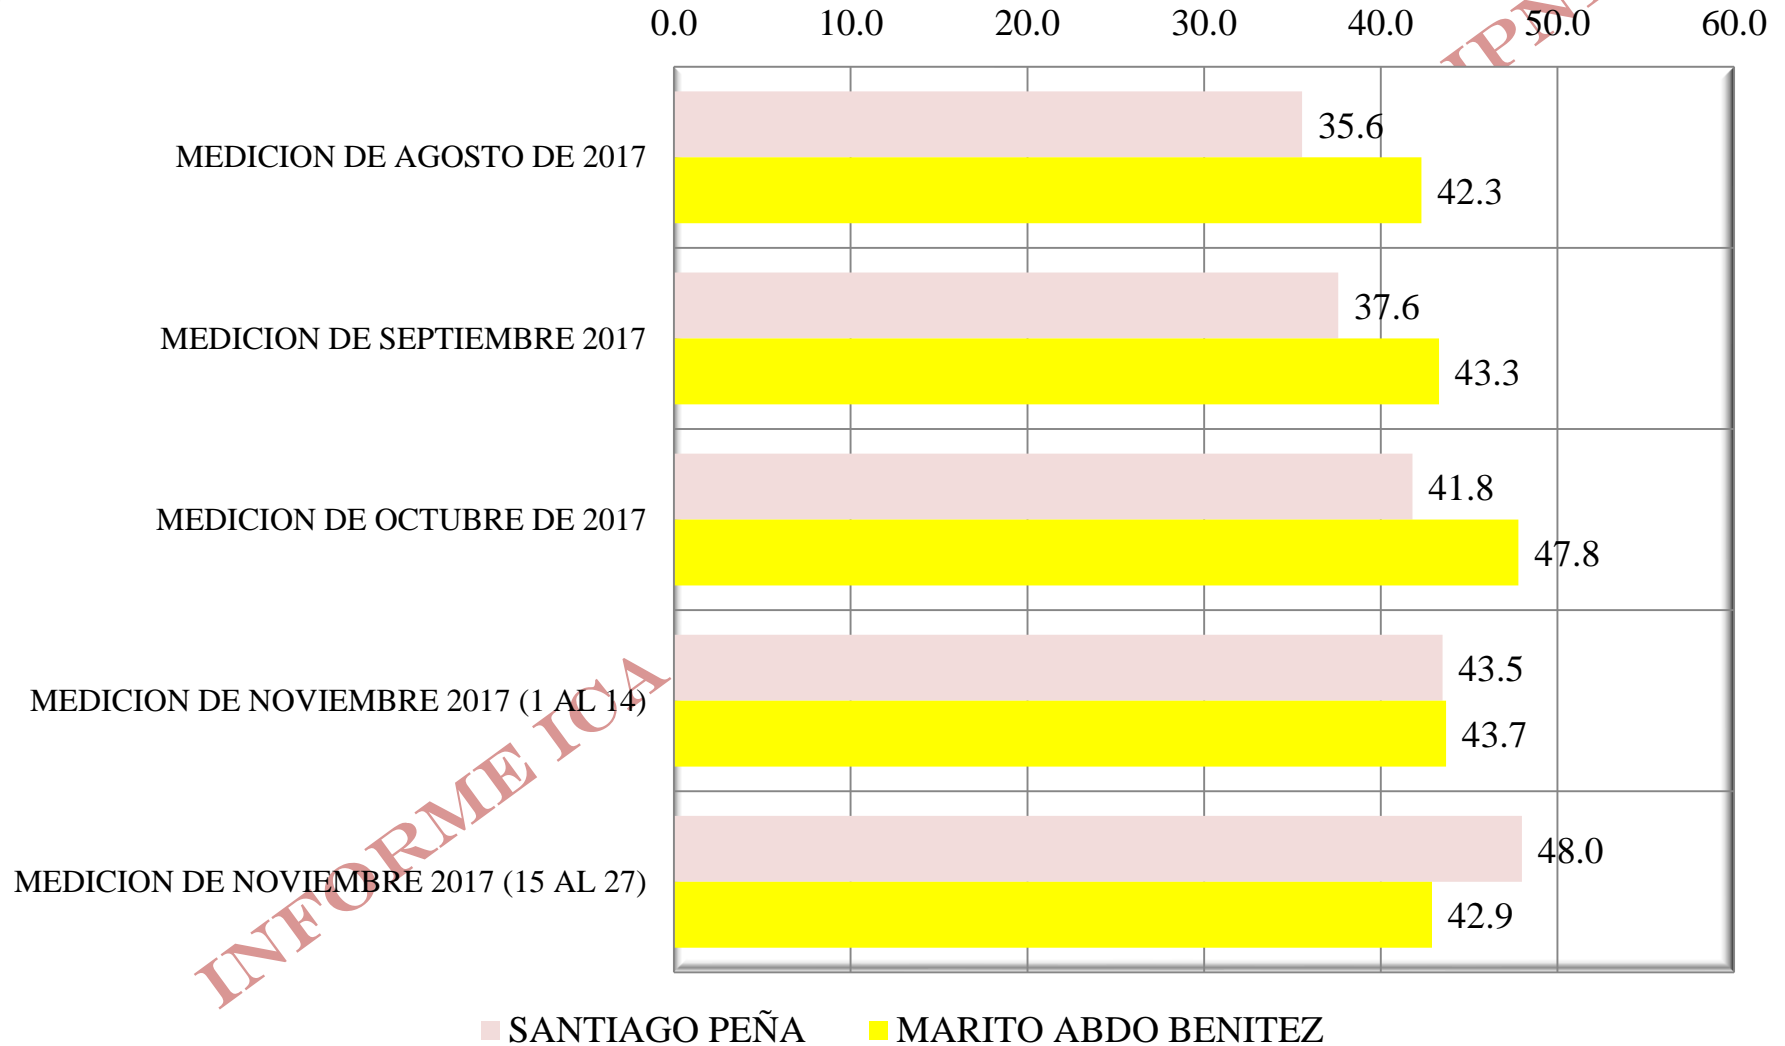 0.0 10.0 20.0 30.0 40.0 50.0 60.0
MEDICION DE AGOSTO DE 2017
35.6
42.3
MEDICION DE SEPTIEMBRE 2017
37.6
43.3
MEDICION DE OCTUBRE DE 2017
41.8
47.8
MEDICION DE NOVIEMBRE 2017 (1 AL 14)
43.5
43.7
MEDICION DE NOVIEMBRE 2017 (15 AL 27)
48.0
42.9
SANTIAGO PEÑA MARITO ABDO BENITEZ
INFORME ICA